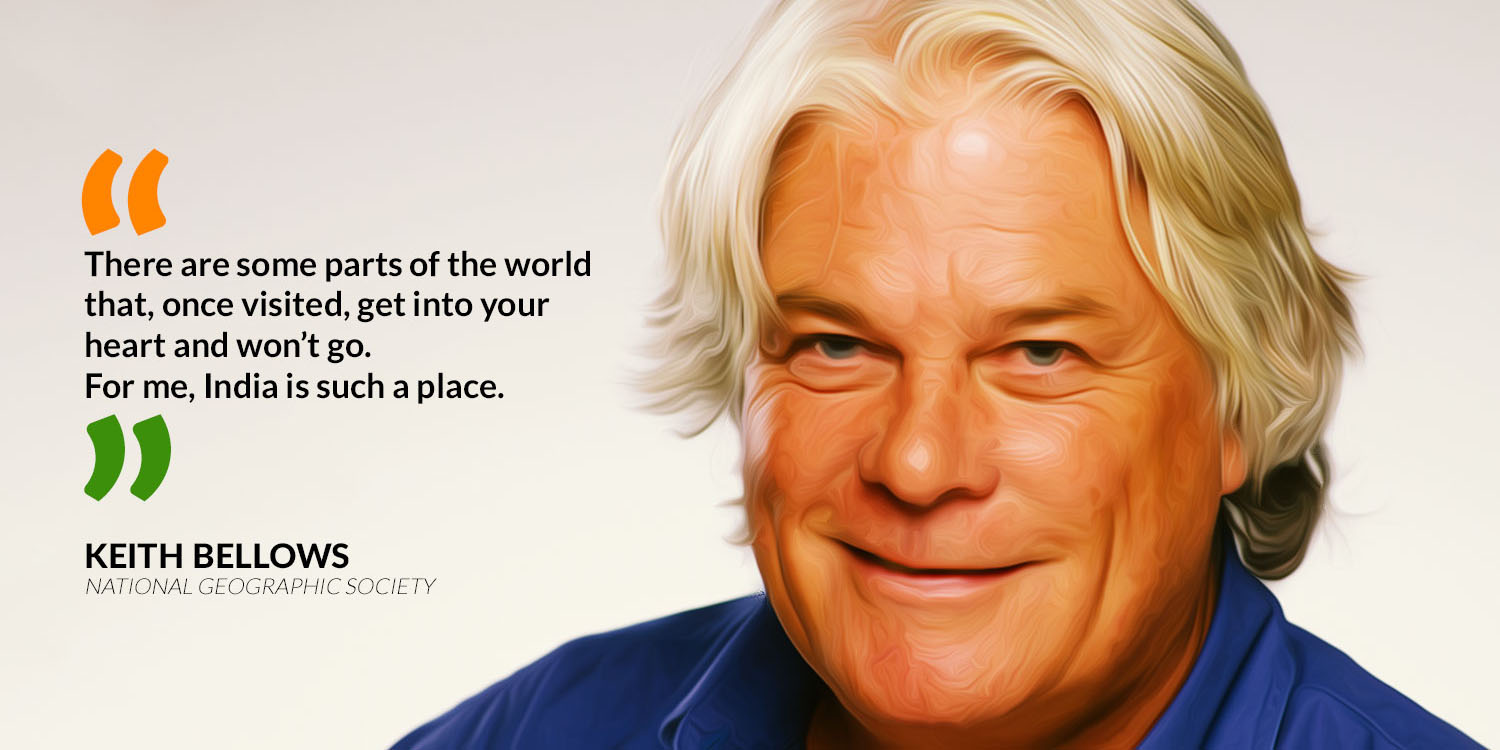 “
There are some parts of the world
that, once visited, get into your
heart and won’t go.
For me, India is such a place.
”
KEITH BELLOWS
NATIONAL GEOGRAPHIC SOCIETY